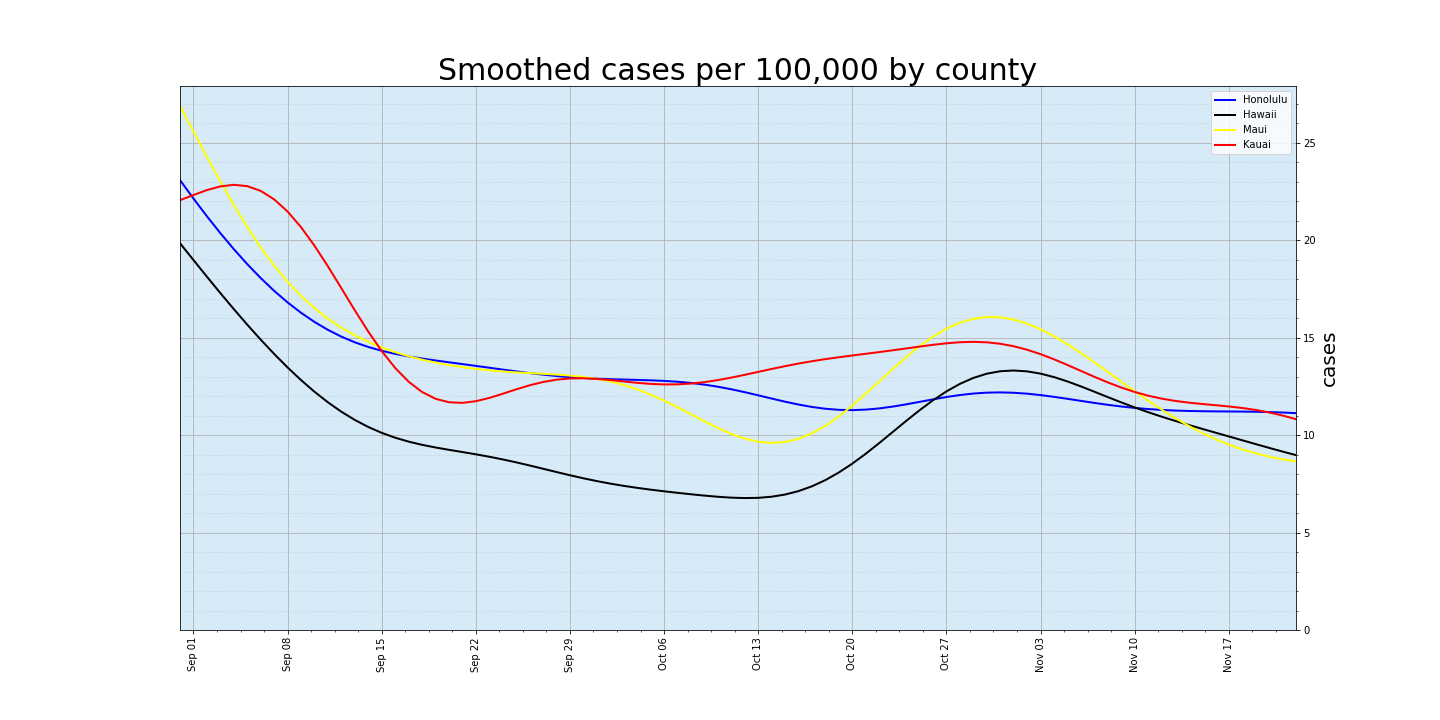 Smoothed cases per 100,000 by county
Honolulu
Hawaii
Maui
Kauai
25
20
15
10
5
0
cases
Sep 01
Sep 08
Sep 15
Sep 22
Sep 29
Oct 06
Oct 13
Oct 20
Oct 27
Nov 03
Nov 10
Nov 17